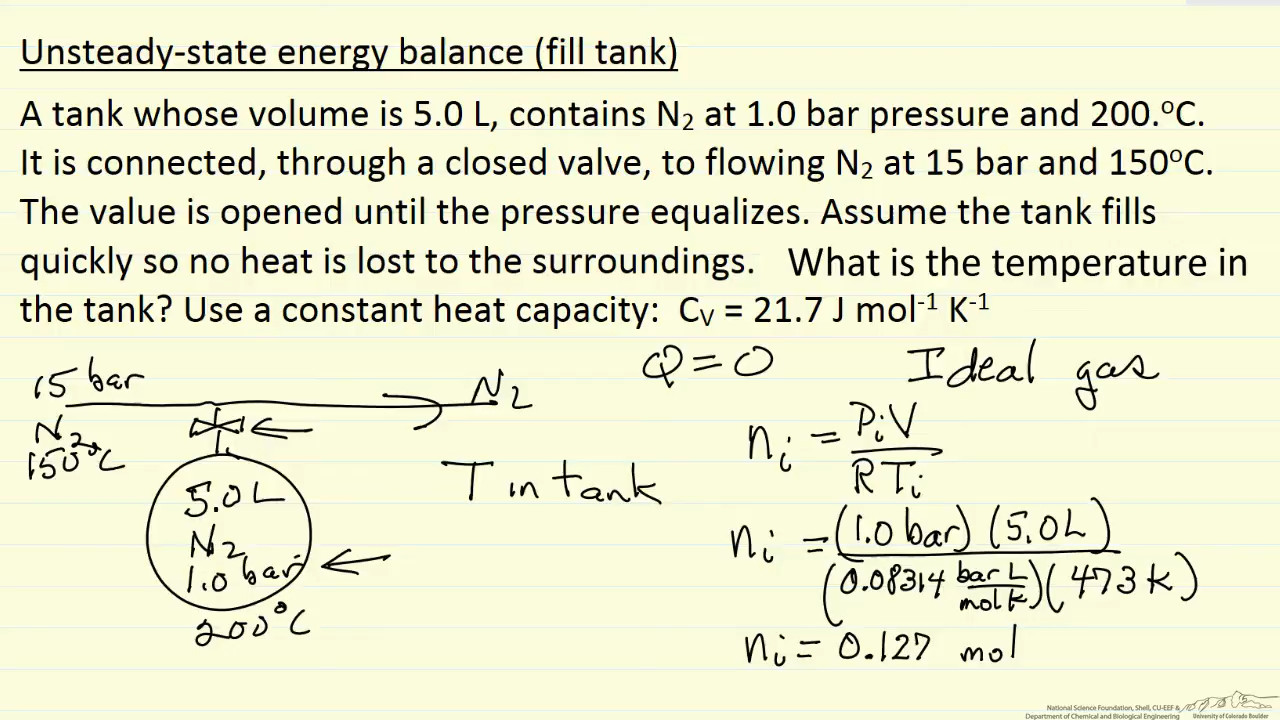 Unsteady-state energy balance (fill tank)
A tank whose volume is 5.0 L, contains N₂ at 1.0 bar pressure and 200.ᵒC.
It is connected, through a closed valve, to flowing N₂ at 15 bar and 150ᵒC.
The value is opened until the pressure equalizes. Assume the tank fills
quickly so no heat is lost to the surroundings. What is the temperature in
the tank? Use a constant heat capacity: Cᵥ = 21.7 J mol⁻¹ K⁻¹
15 bar
N₂
N₂
150°C
5.0 L
N₂
1.0 bar
200°C
T in tank
Q = 0
Ideal gas
nᵢ = PᵢV / RTᵢ
nᵢ = (1.0 bar) (5.0L) / (0.08314 bar L / mol K) (473 K)
nᵢ = 0.127 mol
National Science Foundation, Shell, CU-EEF &
Department of Chemical and Biological Engineering
University of Colorado Boulder